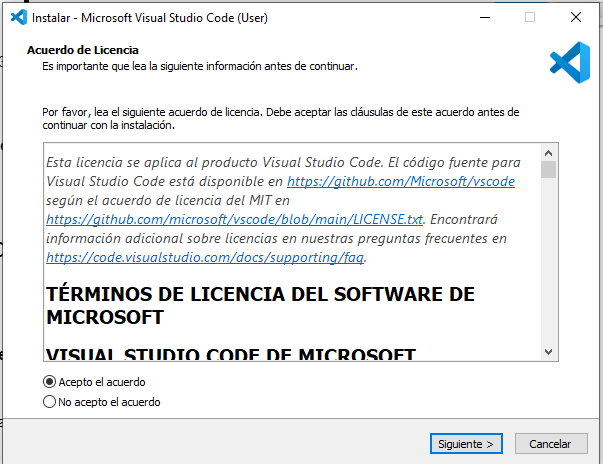 Instalar - Microsoft Visual Studio Code (User)
Acuerdo de Licencia
Es importante que lea la siguiente información antes de continuar.
Por favor, lea el siguiente acuerdo de licencia. Debe aceptar las cláusulas de este acuerdo antes de
continuar con la instalación.
Esta licencia se aplica al producto Visual Studio Code. El código fuente para
Visual Studio Code está disponible en https://github.com/Microsoft/vscode
según el acuerdo de licencia del MIT en
https://github.com/microsoft/vscode/blob/main/LICENSE.txt. Encontrará
información adicional sobre licencias en nuestras preguntas frecuentes en
https://code.visualstudio.com/docs/supporting/faq.
TÉRMINOS DE LICENCIA DEL SOFTWARE DE
MICROSOFT
VISUAL STUDIO CODE DE MICROSOFT
Acepto el acuerdo
No acepto el acuerdo
Siguiente >
Cancelar